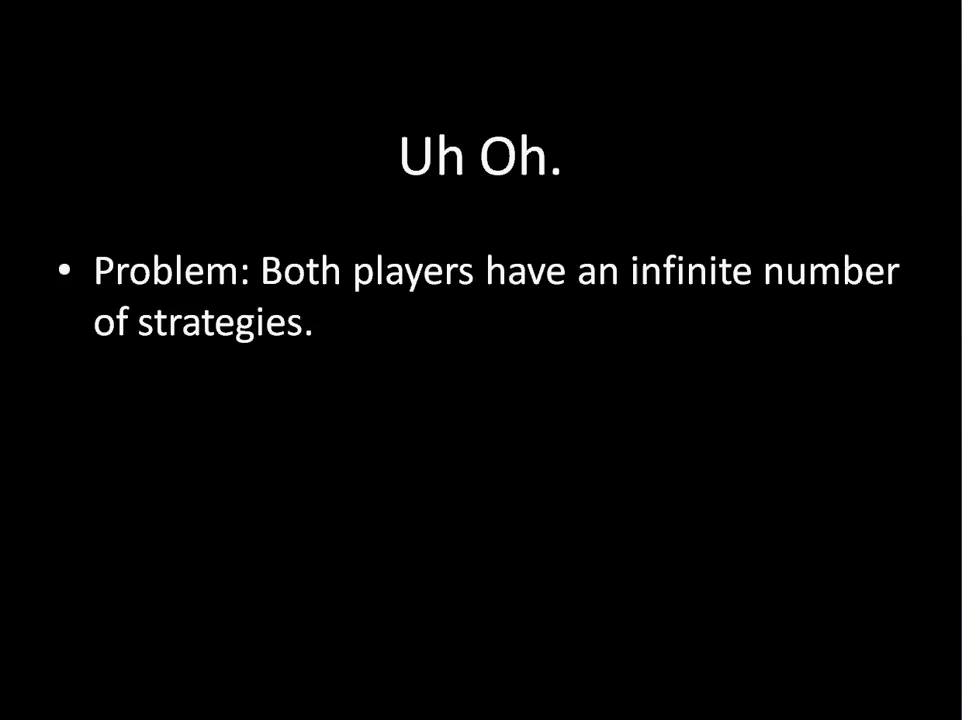 Uh Oh.
• Problem: Both players have an infinite number
of strategies.